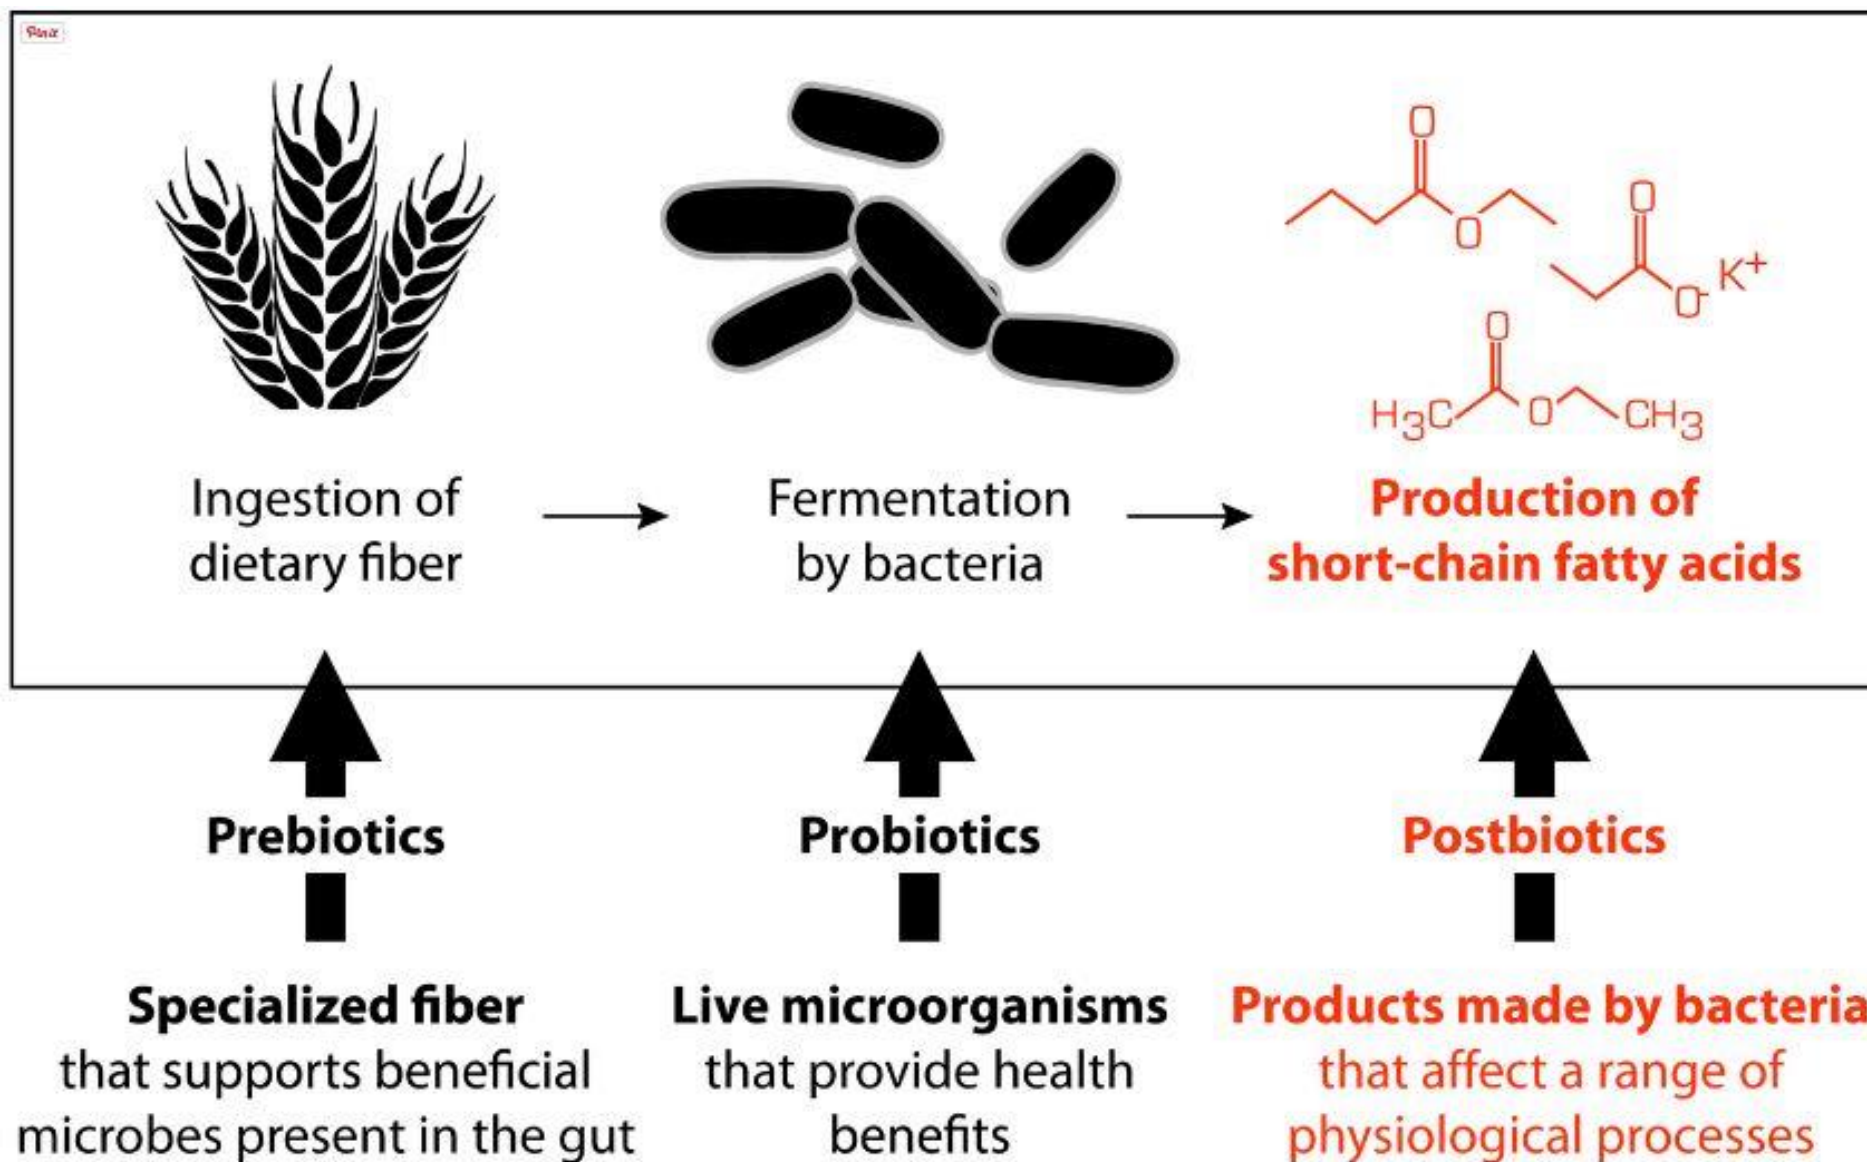 Pin it
O
O
O
O
K+
O-
O
H3C
O
CH3
Ingestion of
dietary fiber
Fermentation
by bacteria
Production of
short-chain fatty acids
Prebiotics
Probiotics
Postbiotics
Specialized fiber
that supports beneficial
microbes present in the gut
Live microorganisms
that provide health
benefits
Products made by bacteria
that affect a range of
physiological processes